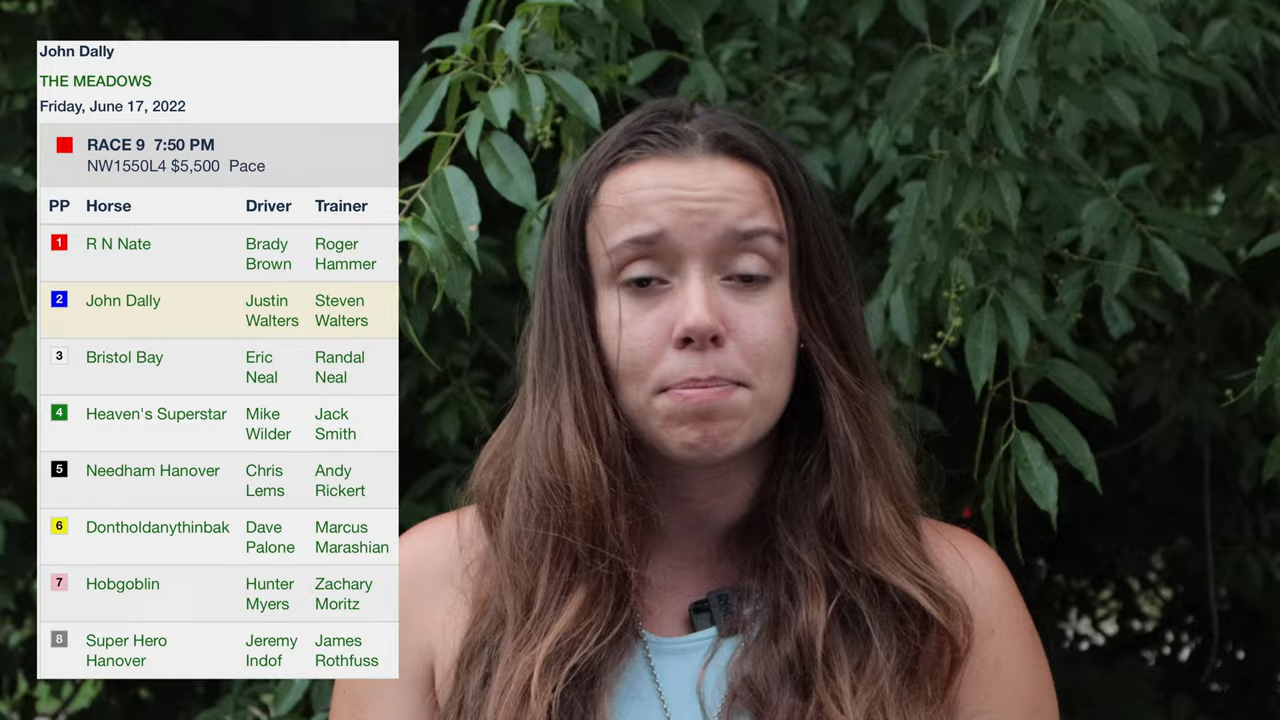 John Dally
THE MEADOWS
Friday, June 17, 2022
RACE 9 7:50 PM
NW1550L4 $5,500 Pace
PP Horse Driver Trainer
1 R N Nate Brady Roger
Brown Hammer
2 John Dally Justin Steven
Walters Walters
3 Bristol Bay Eric Randal
Neal Neal
4 Heaven's Superstar Mike Jack
Wilder Smith
5 Needham Hanover Chris Andy
Lems Rickert
6 Dontholdanythinbak Dave Marcus
Palone Marashian
7 Hobgoblin Hunter Zachary
Myers Moritz
8 Super Hero Jeremy James
Hanover Indof Rothfuss